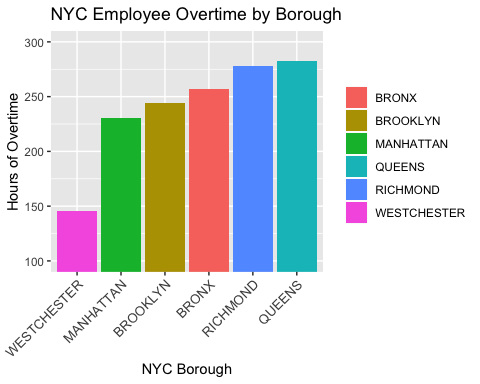 NYC Employee Overtime by Borough
Hours of Overtime
300
250
200
150
100
WESTCHESTER
MANHATTAN
BROOKLYN
BRONX
RICHMOND
QUEENS
NYC Borough
BRONX
BROOKLYN
MANHATTAN
QUEENS
RICHMOND
WESTCHESTER